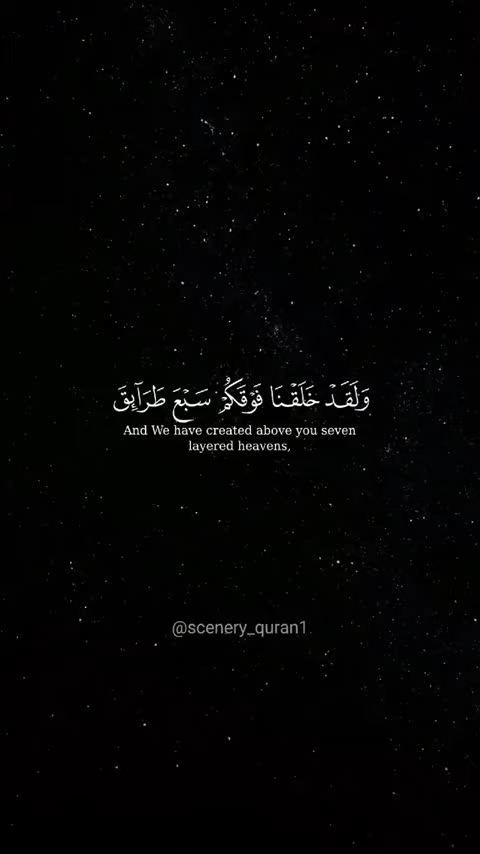 وَلَقَدۡ خَلَقۡنَا فَوۡقَكُمۡ سَبۡعَ طَرَآئِقَ
And We have created above you seven
layered heavens,
@scenery_quran1